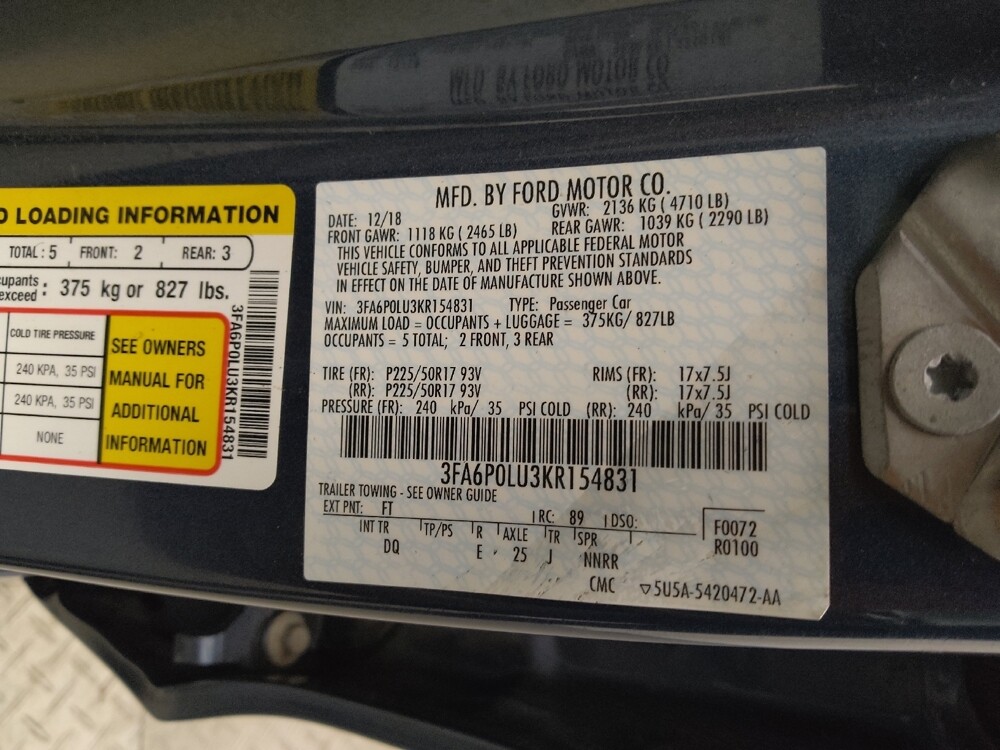 LOADING INFORMATION
TOTAL : 5 FRONT: 2 REAR: 3
exceed : 375 kg or 827 lbs.
COLD TIRE PRESSURE
240 KPA, 35 PSI
240 KPA, 35 PSI
NONE
SEE OWNERS
MANUAL FOR
ADDITIONAL
INFORMATION
3FA6P0LU3KR154831
MFD. BY FORD MOTOR CO.
DATE: 12/18 GVWR: 2136 KG ( 4710 LB)
FRONT GAWR: 1118 KG ( 2465 LB) REAR GAWR: 1039 KG ( 2290 LB)
THIS VEHICLE CONFORMS TO ALL APPLICABLE FEDERAL MOTOR
VEHICLE SAFETY, BUMPER, AND THEFT PREVENTION STANDARDS
IN EFFECT ON THE DATE OF MANUFACTURE SHOWN ABOVE.
VIN: 3FA6P0LU3KR154831 TYPE: Passenger Car
MAXIMUM LOAD = OCCUPANTS + LUGGAGE = 375KG/ 827LB
OCCUPANTS = 5 TOTAL; 2 FRONT, 3 REAR
TIRE (FR): P225/50R17 93V RIMS (FR): 17x7.5J
(RR): P225/50R17 93V (RR): 17x7.5J
PRESSURE (FR): 240 kPa/ 35 PSI COLD (RR): 240 kPa/ 35 PSI COLD
3FA6P0LU3KR154831
TRAILER TOWING - SEE OWNER GUIDE
EXT PNT: FT RC: 89 DSO: F0072
INT TR TP/PS R AXLE TR SPR R0100
DQ E 25 J NNRR
CMC ▽5U5A-5420472-AA